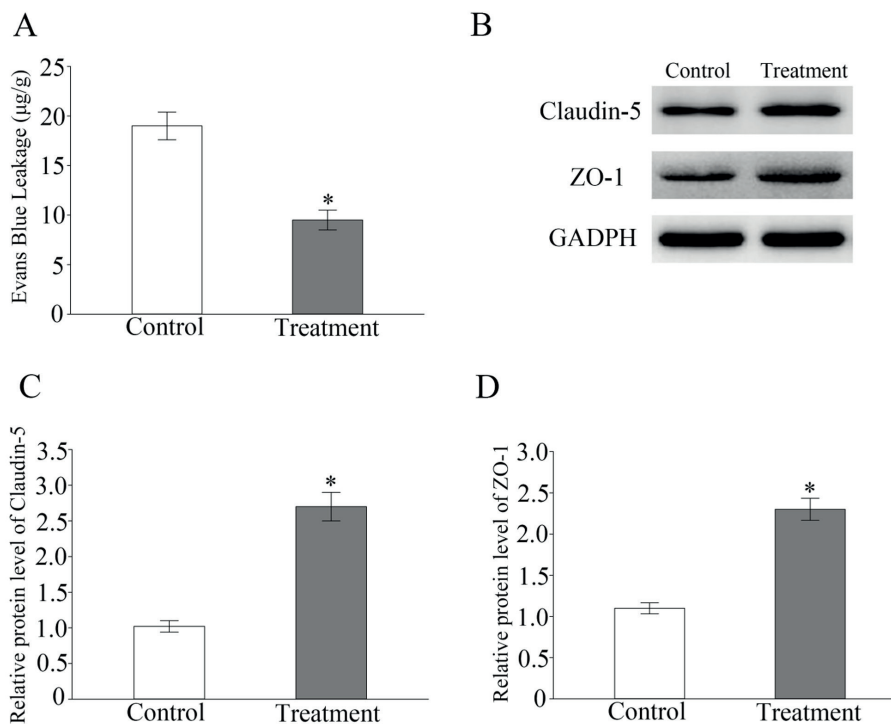 A
Evans Blue Leakage (μg/g)
25
20
15
10
5
0
*
Control
Treatment
B
Control Treatment
Claudin-5
ZO-1
GADPH
C
Relative protein level of Claudin-5
3.5
3.0
2.5
2.0
1.5
1.0
0.5
0
*
Control
Treatment
D
Relative protein level of ZO-1
3.0
2.5
2.0
1.5
1.0
0.5
0
*
Control
Treatment